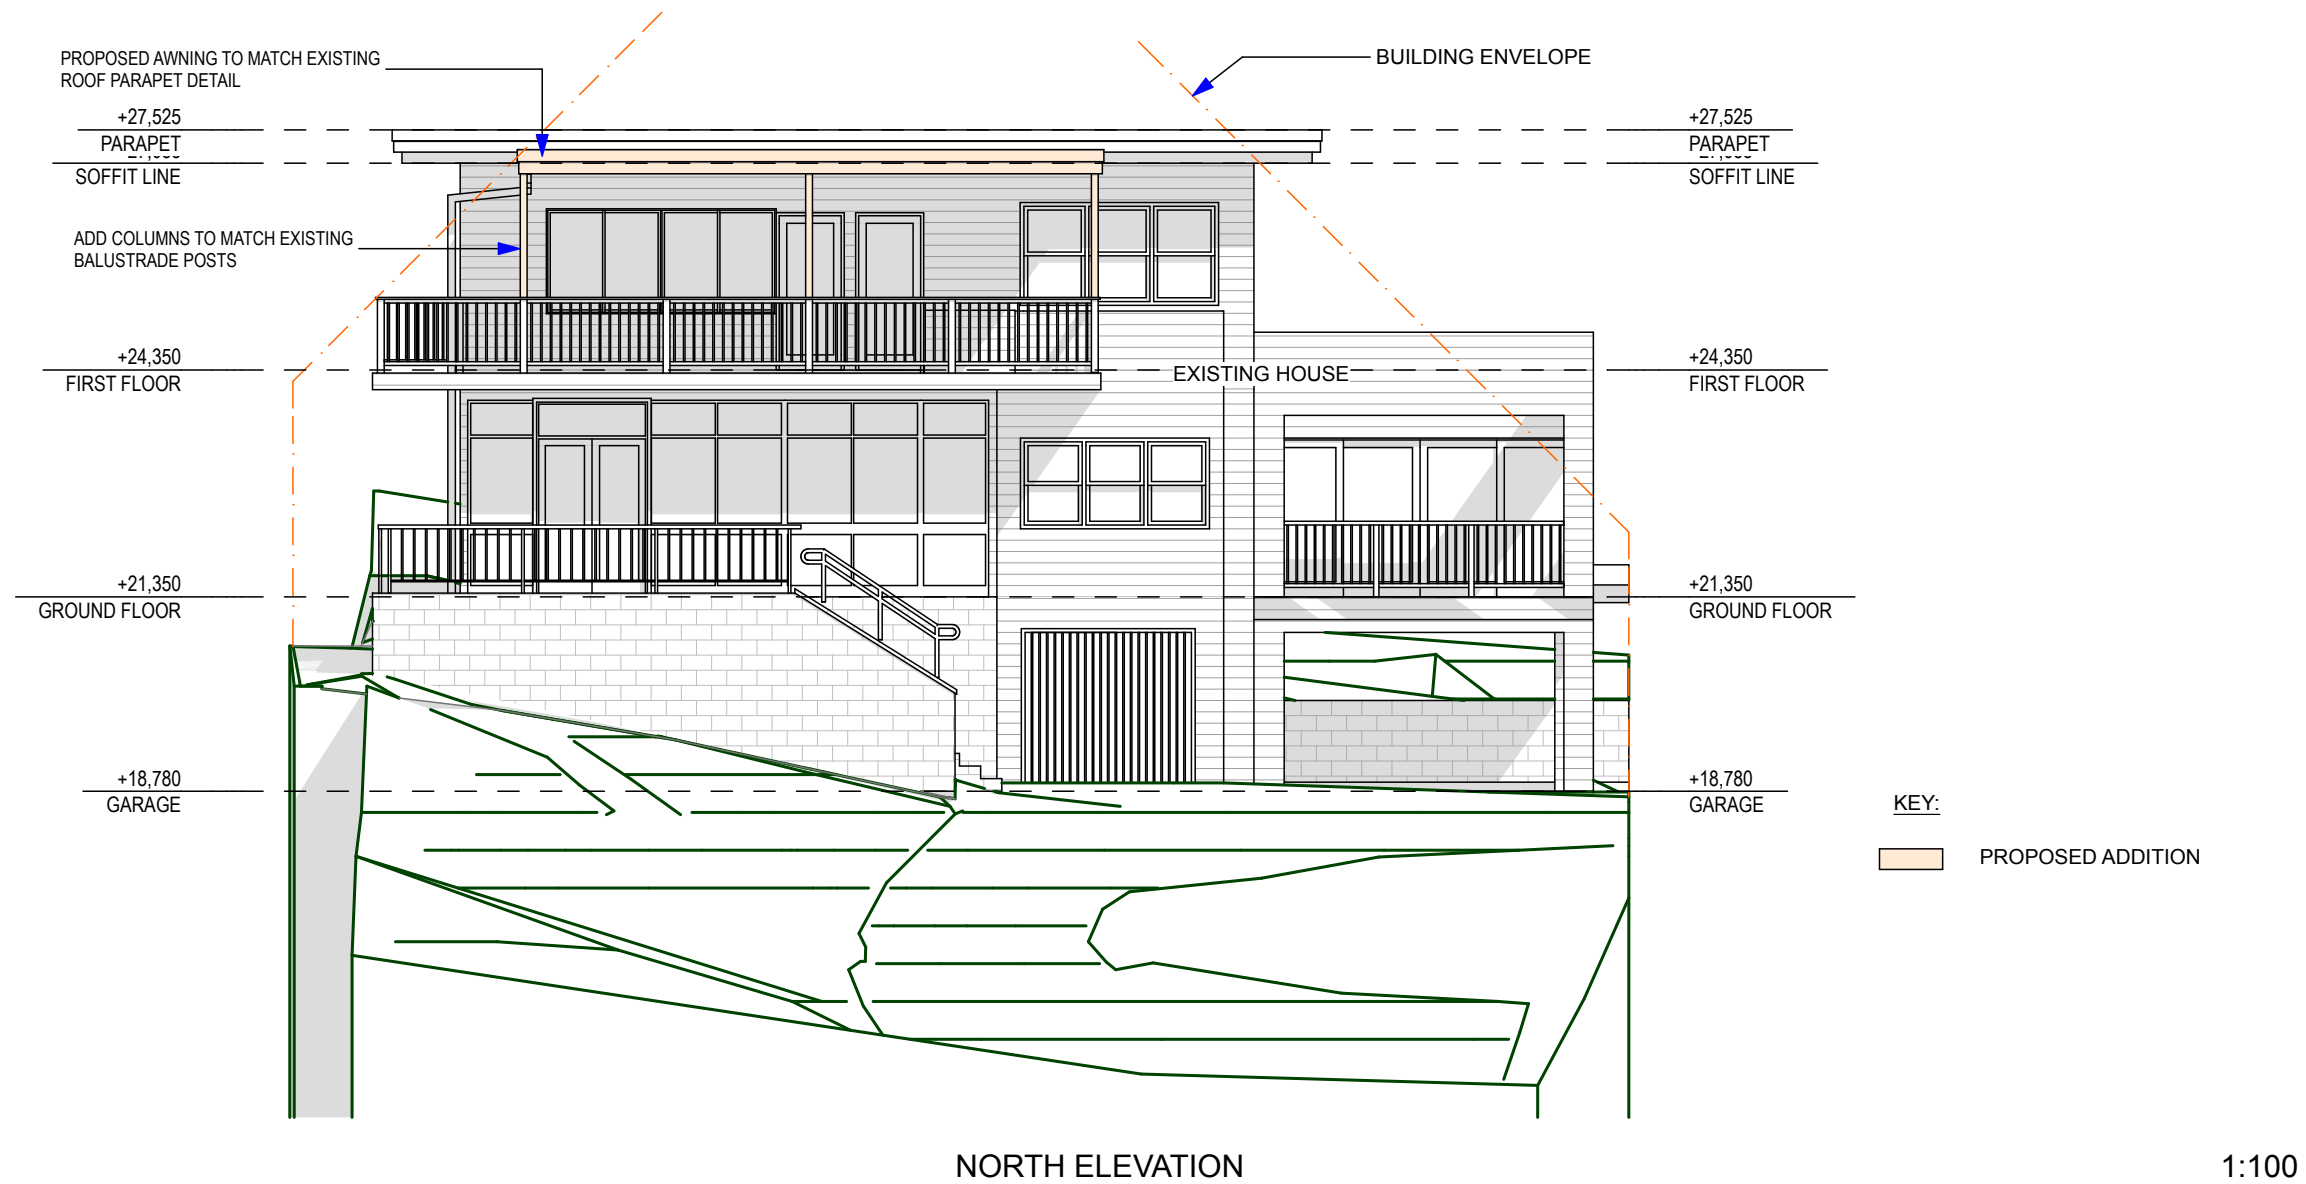 PROPOSED AWNING TO MATCH EXISTING
ROOF PARAPET DETAIL
BUILDING ENVELOPE
+27,525
PARAPET
SOFFIT LINE
+27,525
PARAPET
SOFFIT LINE
ADD COLUMNS TO MATCH EXISTING
BALUSTRADE POSTS
+24,350
FIRST FLOOR
EXISTING HOUSE
+24,350
FIRST FLOOR
+21,350
GROUND FLOOR
+21,350
GROUND FLOOR
+18,780
GARAGE
+18,780
GARAGE
KEY:
PROPOSED ADDITION
NORTH ELEVATION
1:100